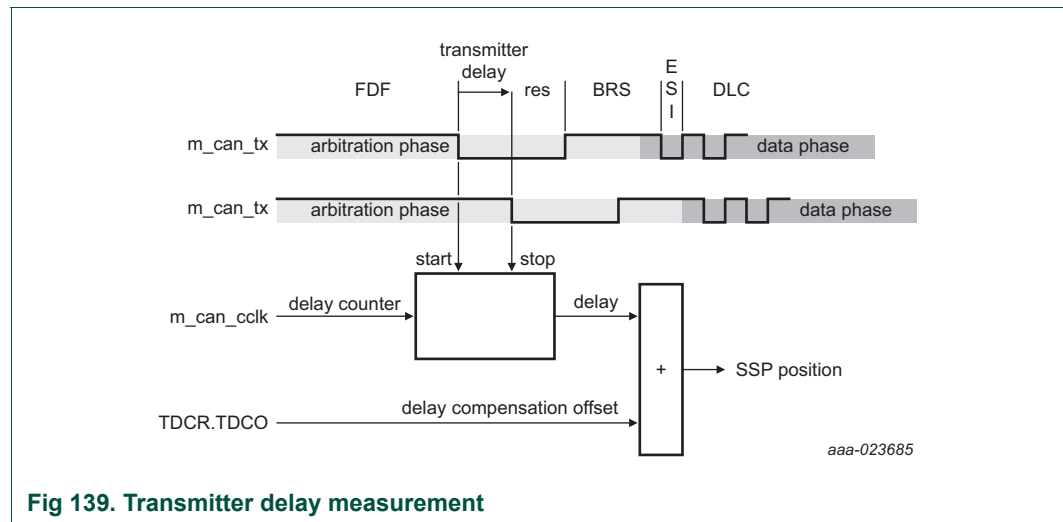 transmitter
delay
FDF
res
BRS
E
S
I
DLC
m_can_tx
arbitration phase
data phase
m_can_tx
arbitration phase
data phase
start
stop
m_can_cclk
delay counter
delay
+
SSP position
TDCR.TDCO
delay compensation offset
aaa-023685
Fig 139. Transmitter delay measurement